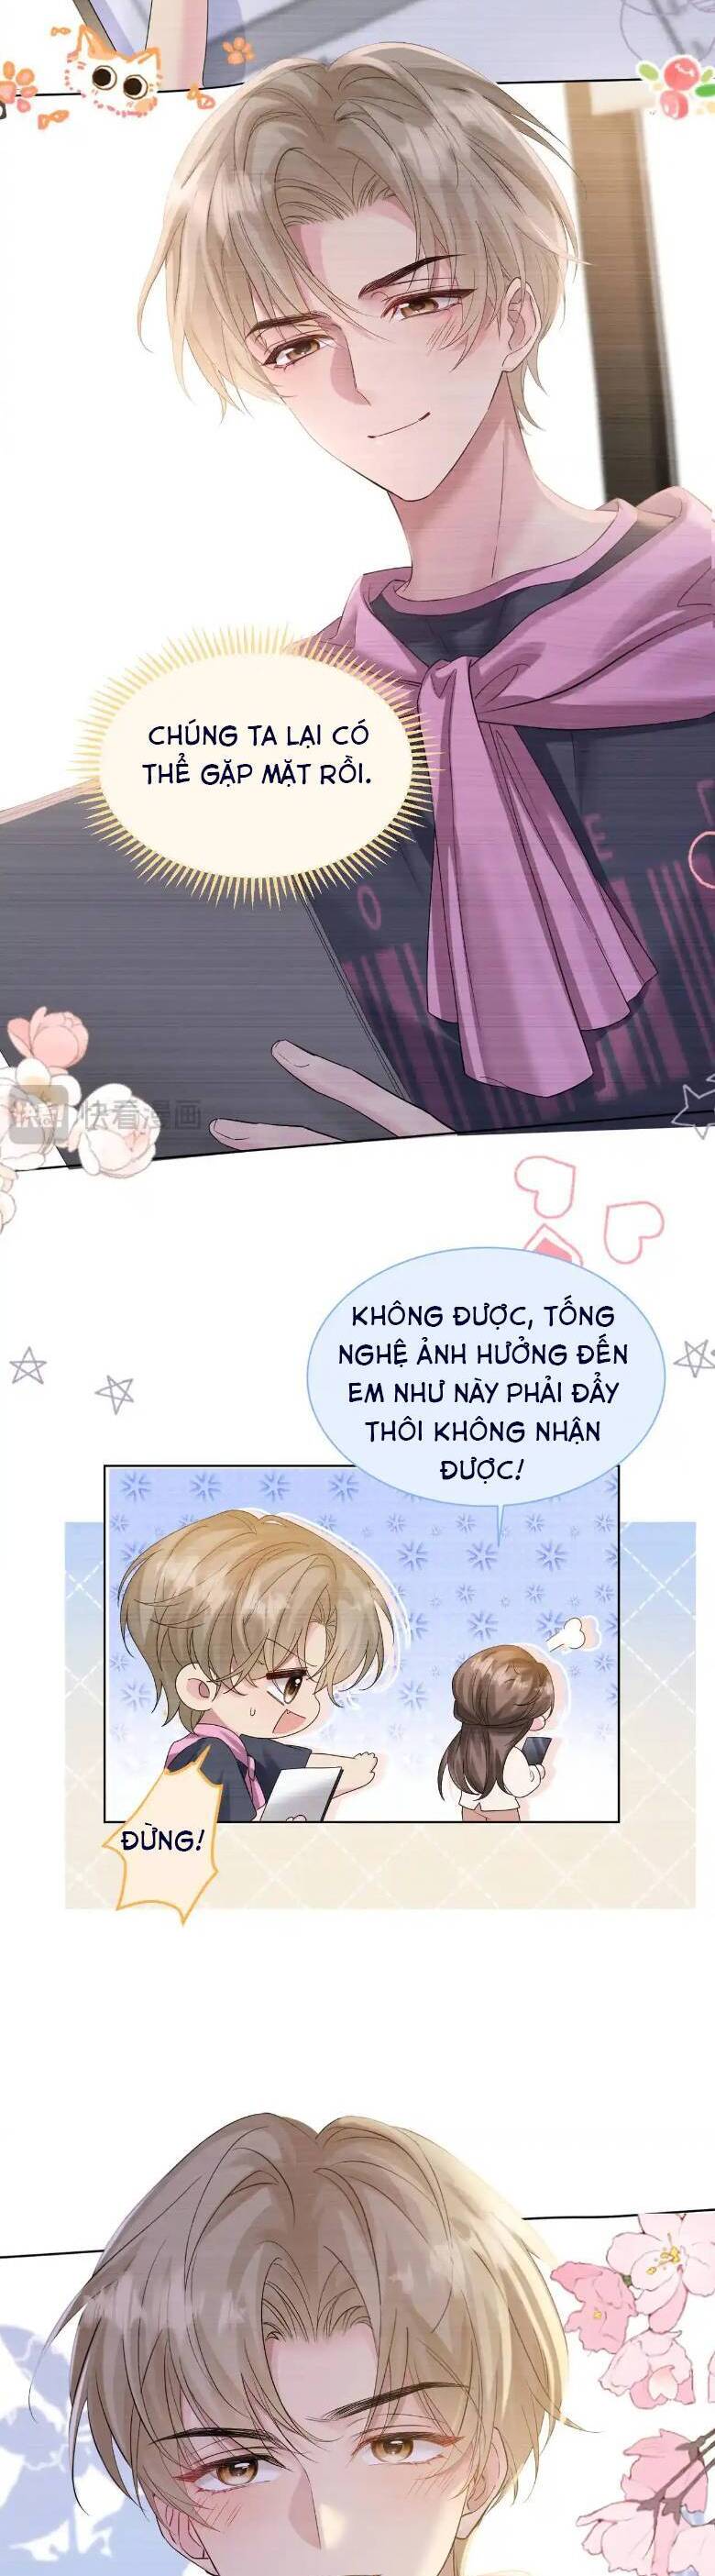 CHÚNG TA LẠI CÓ
THỂ GẶP MẶT RỒI.
快看漫画
KHÔNG ĐƯỢC, TỐNG
NGHỆ ẢNH HƯỞNG ĐẾN
EM NHƯ NÀY PHẢI ĐẨY
THÔI KHÔNG NHẬN
ĐƯỢC!
ĐỪNG!